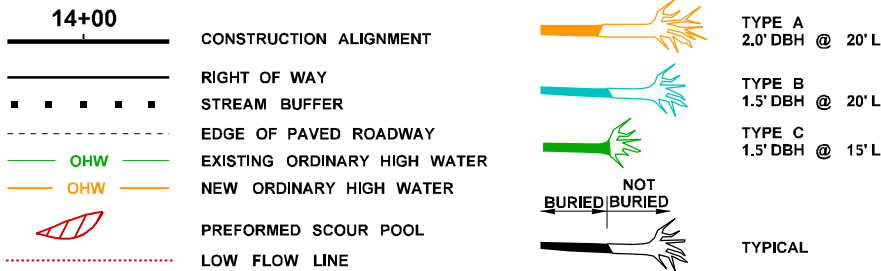 14+00
CONSTRUCTION ALIGNMENT
RIGHT OF WAY
STREAM BUFFER
EDGE OF PAVED ROADWAY
OHW EXISTING ORDINARY HIGH WATER
OHW NEW ORDINARY HIGH WATER
PREFORMED SCOUR POOL
LOW FLOW LINE
TYPE A
2.0' DBH @ 20' L
TYPE B
1.5' DBH @ 20' L
TYPE C
1.5' DBH @ 15' L
NOT
BURIED BURIED
TYPICAL